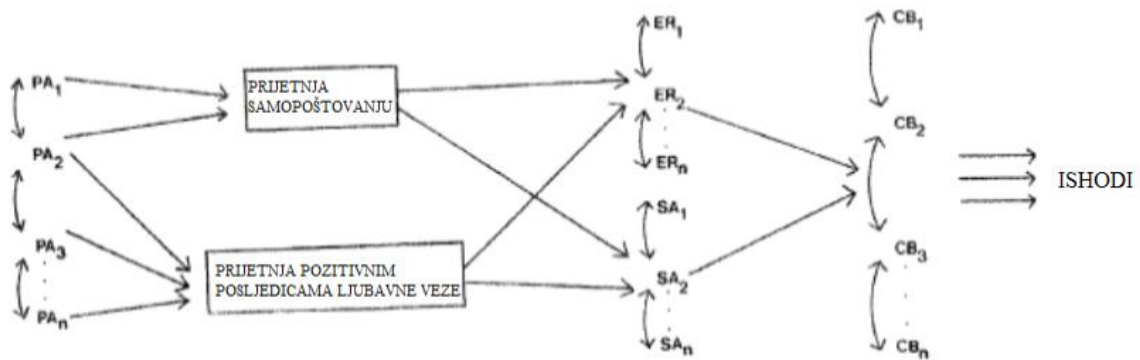 PA1
PA2
PA3
PAn
PRIJETNJA
SAMOPOŠTOVANJU
PRIJETNJA POZITIVNIM
POSLJEDICAMA LJUBAVNE VEZE
ER1
ER2
ERn
SA1
SA2
SAn
CB1
CB2
CB3
CBn
ISHODI